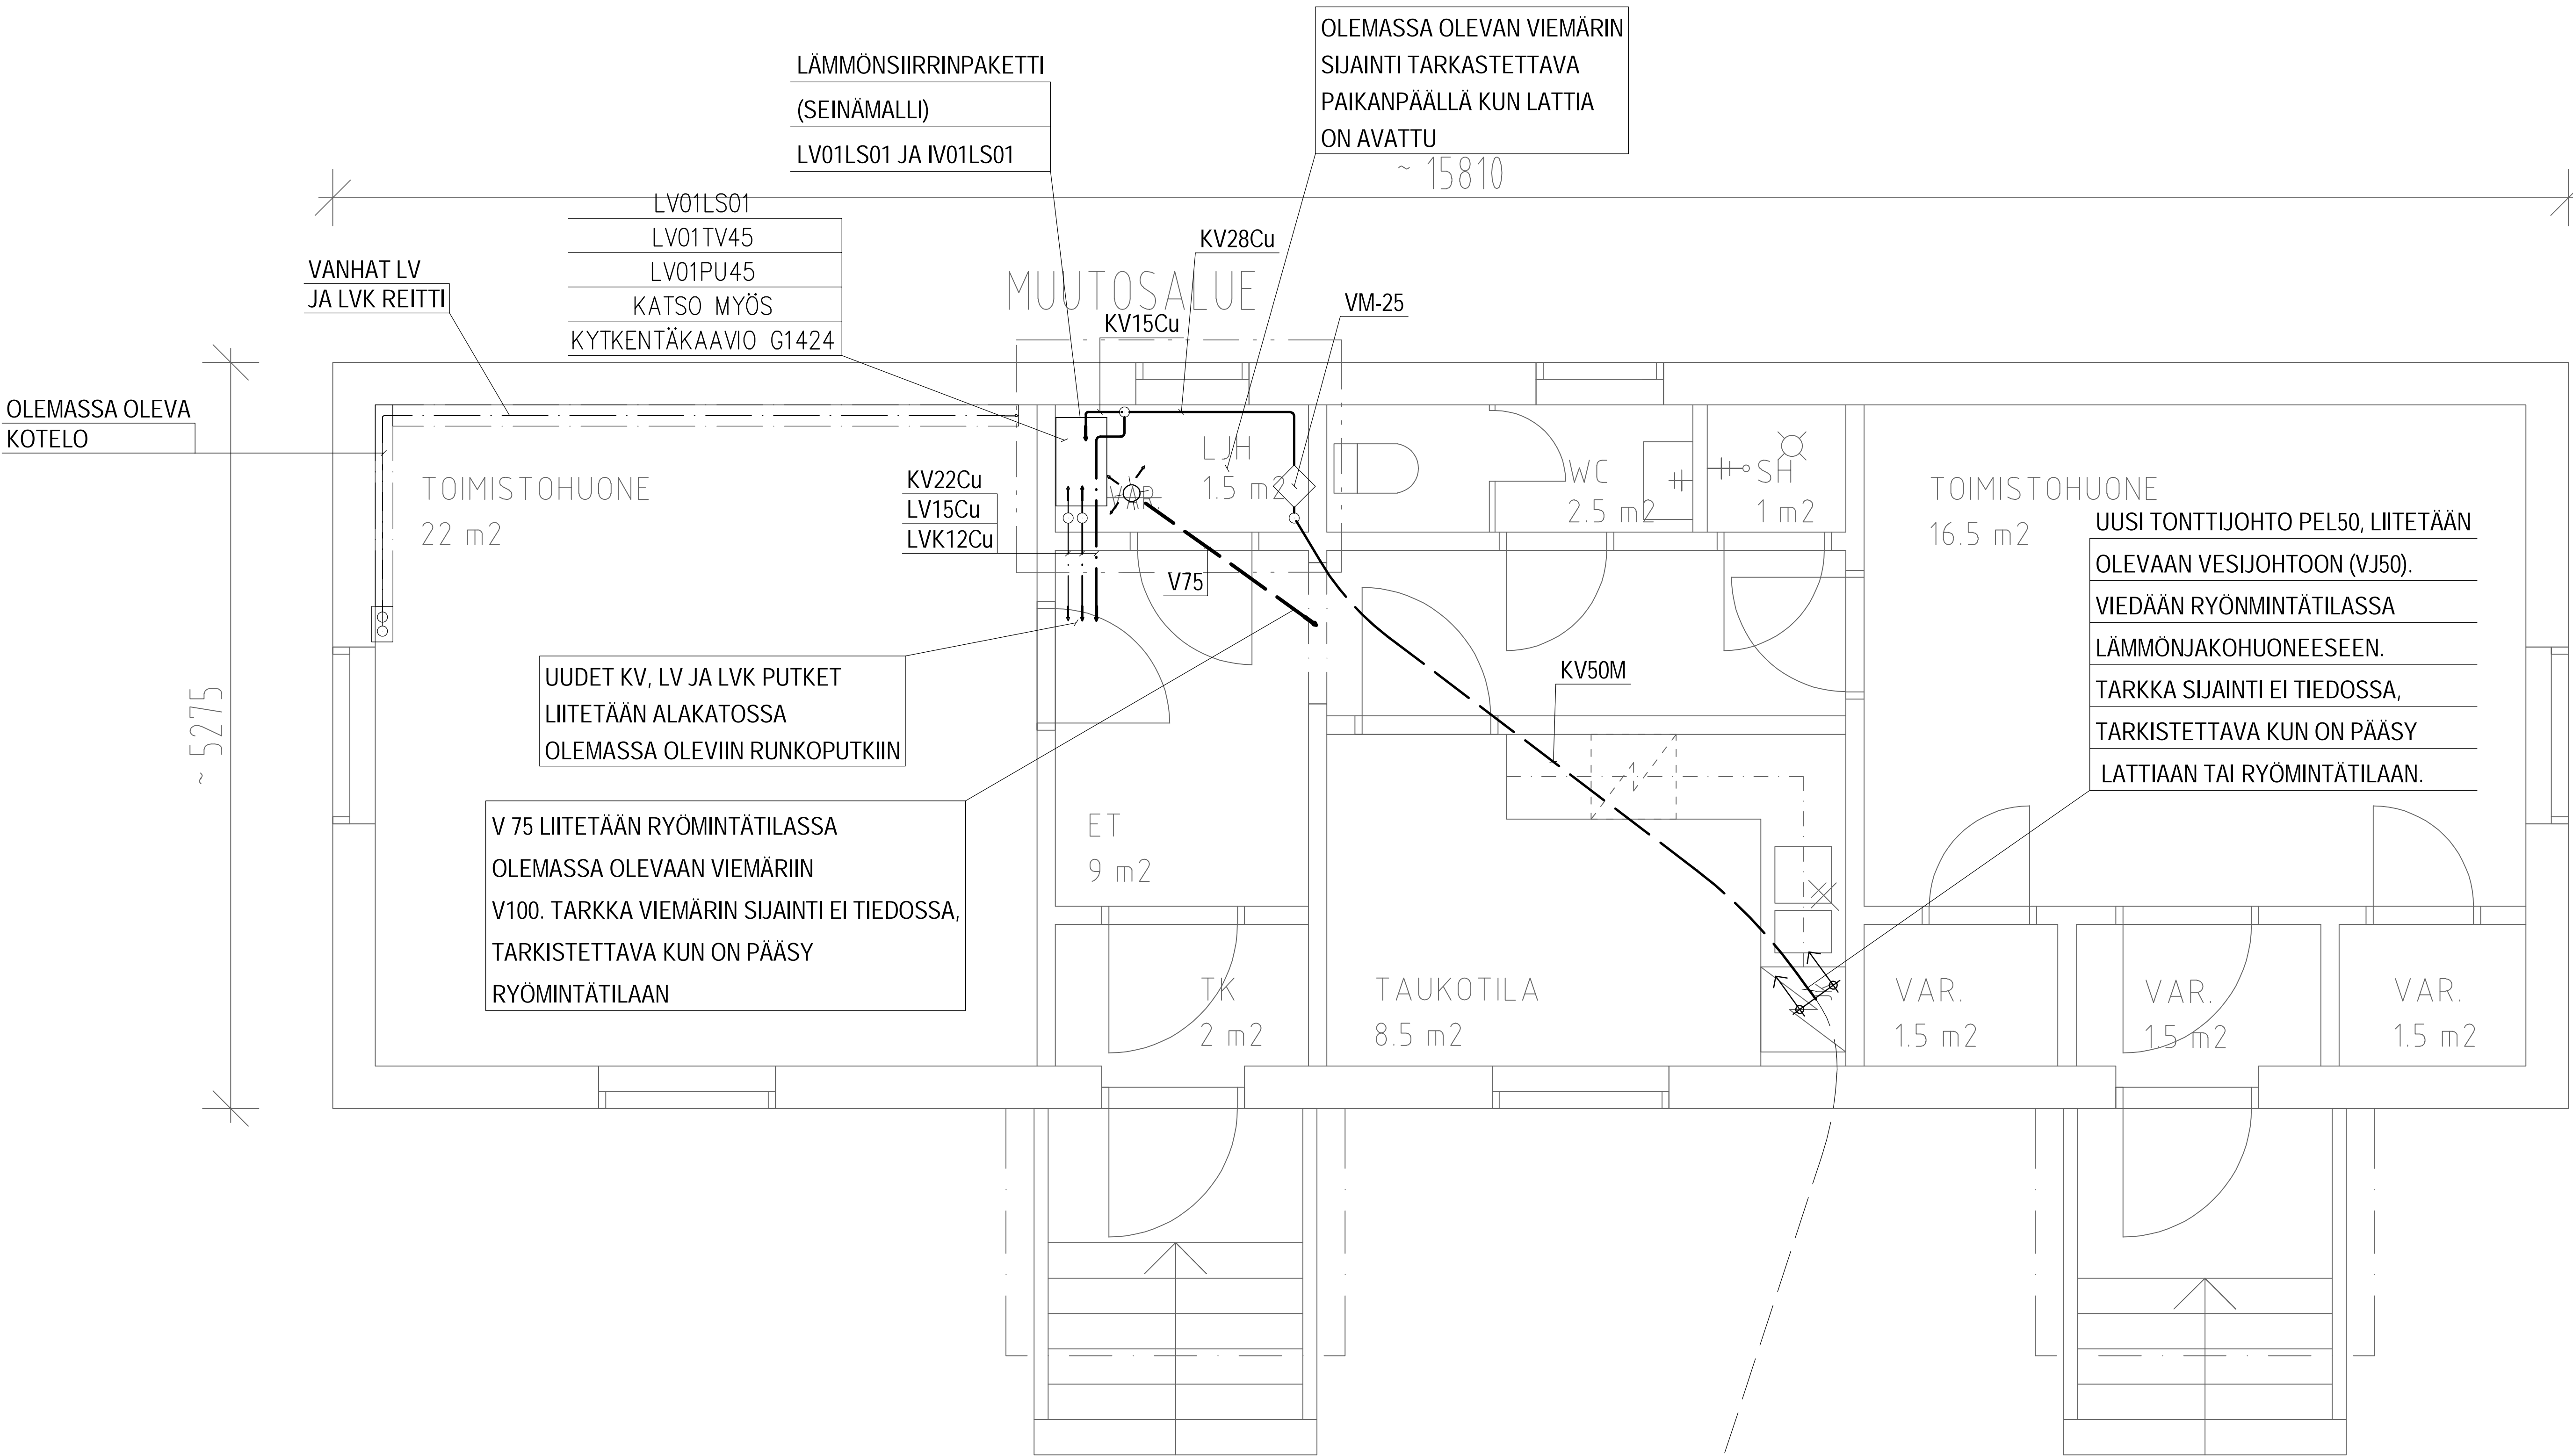 OLEMASSA OLEVAN VIEMÄRIN
SIJAINTI TARKASTETTAVA
PAIKANPÄÄLLÄ KUN LATTIA
ON AVATTU
LÄMMÖNSIIRRINPAKETTI
(SEINÄMALLI)
LV01LS01 JA IV01LS01
~ 15810
LV01LS01
LV01TV45
LV01PU45
KATSO MYÖS
KYTKENTÄKAAVIO G1424
VANHAT LV
JA LVK REITTI
KV28Cu
MUUTOSALUE
KV15Cu
VM-25
OLEMASSA OLEVA
KOTELO
TOIMISTOHUONE
22 m2
KV22Cu
LV15Cu
LVK12Cu
LJH
1.5 m2
VAR.
WC
2.5 m2
SH
1 m2
TOIMISTOHUONE
16.5 m2
UUSI TONTTIJOHTO PEL50, LIITETÄÄN
OLEVAAN VESIJOHTOON (VJ50).
VIEDÄÄN RYÖNMINTÄTILASSA
LÄMMÖNJAKOHUONEESEEN.
TARKKA SIJAINTI EI TIEDOSSA,
TARKISTETTAVA KUN ON PÄÄSY
LATTIAAN TAI RYÖMINTÄTILAAN.
V75
~ 5275
UUDET KV, LV JA LVK PUTKET
LIITETÄÄN ALAKATOSSA
OLEMASSA OLEVIIN RUNKOPUTKIIN
KV50M
V 75 LIITETÄÄN RYÖMINTÄTILASSA
OLEMASSA OLEVAAN VIEMÄRIIN
V100. TARKKA VIEMÄRIN SIJAINTI EI TIEDOSSA,
TARKISTETTAVA KUN ON PÄÄSY
RYÖMINTÄTILAAN
ET
9 m2
TK
2 m2
TAUKOTILA
8.5 m2
VAR.
1.5 m2
VAR.
1.5 m2
VAR.
1.5 m2